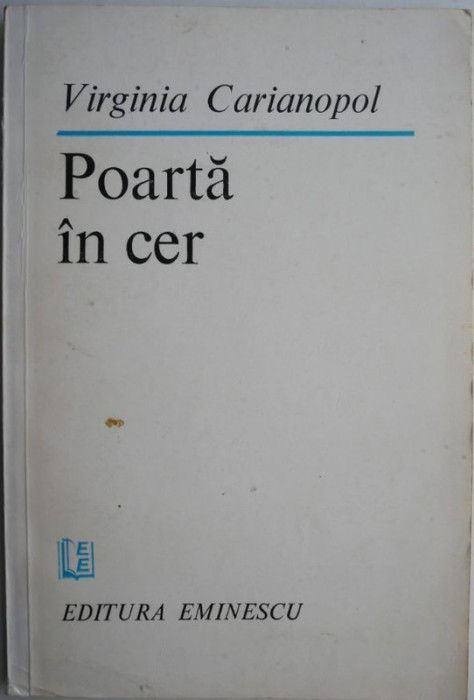 Virginia Carianopol
Poartă
în cer
E
E
EDITURA EMINESCU